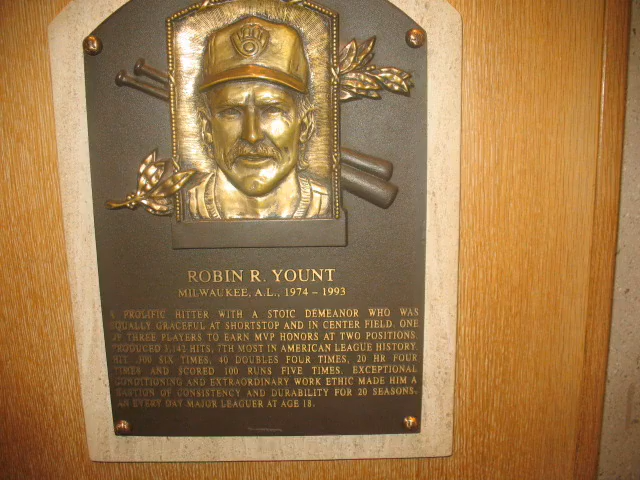 ROBIN R. YOUNT
MILWAUKEE, A.L., 1974 – 1993
A PROLIFIC HITTER WITH A STOIC DEMEANOR WHO WAS
EQUALLY GRACEFUL AT SHORTSTOP AND IN CENTER FIELD. ONE
OF THREE PLAYERS TO EARN MVP HONORS AT TWO POSITIONS.
PRODUCED 3,142 HITS, 7TH MOST IN AMERICAN LEAGUE HISTORY.
HIT .300 SIX TIMES, 40 DOUBLES FOUR TIMES, 20 HR FOUR
TIMES AND SCORED 100 RUNS FIVE TIMES. EXCEPTIONAL
CONDITIONING AND EXTRAORDINARY WORK ETHIC MADE HIM A
BASTION OF CONSISTENCY AND DURABILITY FOR 20 SEASONS.
AN EVERY DAY MAJOR LEAGUER AT AGE 18.